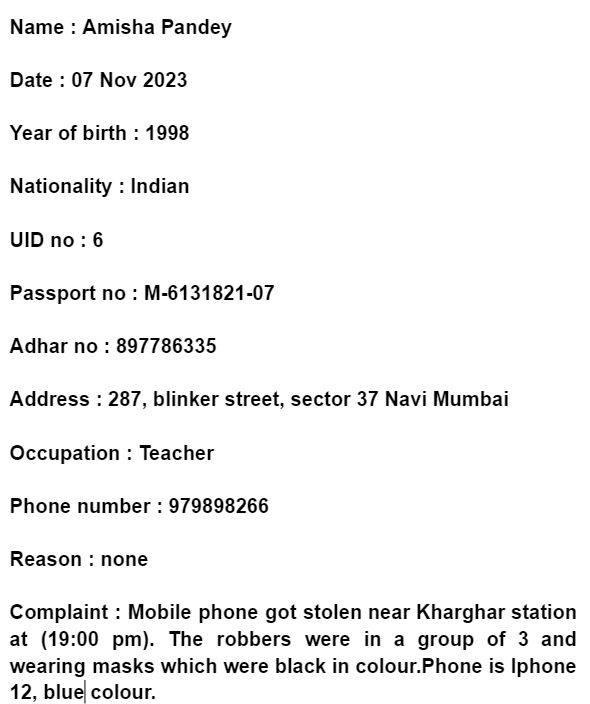 Name : Amisha Pandey
Date : 07 Nov 2023
Year of birth : 1998
Nationality : Indian
UID no : 6
Passport no : M-6131821-07
Adhar no : 897786335
Address : 287, blinker street, sector 37 Navi Mumbai
Occupation : Teacher
Phone number : 979898266
Reason : none
Complaint : Mobile phone got stolen near Kharghar station
at (19:00 pm). The robbers were in a group of 3 and
wearing masks which were black in colour.Phone is Iphone
12, blue colour.